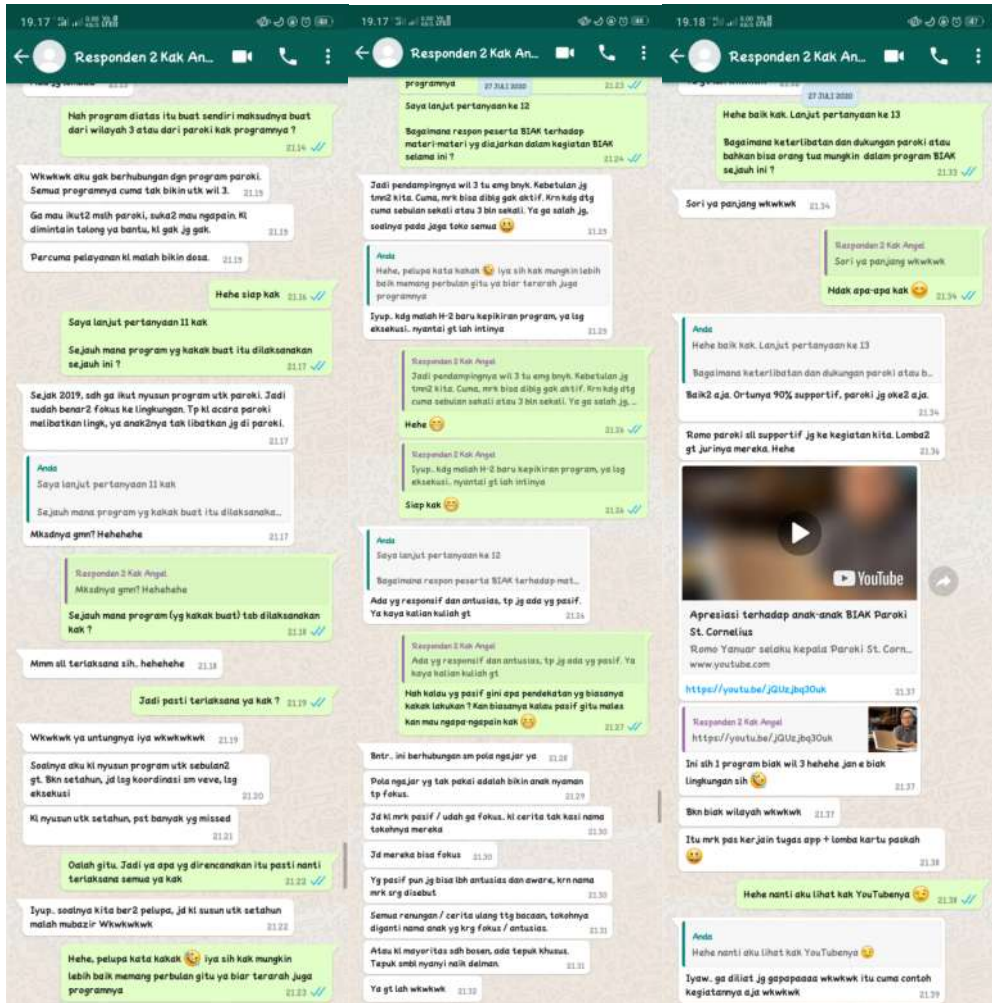 19.17
Responden 2 Kak An...
Nah program diatas itu buat sendiri maksudnya buat
dari wilayah 3 atau dari paroki kak programnya ?
21.14
Wkwkwk aku gak berhubungan dgn program paroki.
Semua programnya cuma tak bikin utk wil 3. 21.15
Ga mau ikut2 mslh paroki, suka2 mau ngapain. Kl
dimintain tolong ya bantu, kl gak jg gak. 21.15
Percuma pelayanan kl malah bikin dosa. 21.15
Hehe siap kak 21.16
Saya lanjut pertanyaan 11 kak
Sejauh mana program yg kakak buat itu dilaksanakan
sejauh ini ? 21.17
Sejak 2019, sdh ga ikut nyusun program utk paroki. Jadi
sudah benar2 fokus ke lingkungan. Tp kl acara paroki
melibatkan lingk, ya anak2nya tak libatkan jg di paroki.
21.17
Anda
Saya lanjut pertanyaan 11 kak
Sejauh mana program yg kakak buat itu dilaksanaka...
Mksdnya gmn? Hehehehe 21.17
Responden 2 Kak Angel
Mksdnya gmn? Hehehehe
Sejauh mana program (yg kakak buat) tsb dilaksanakan
kak ? 21.18
Mmm sll terlaksana sih. hehehehe 21.18
Jadi pasti terlaksana ya kak ? 21.19
Wkwkwk ya untungnya iya wkwkwkwk 21.19
Soalnya aku kl nyusun program utk sebulan2
gt. Bkn setahun, jd lsg koordinasi sm veve, lsg
eksekusi 21.20
Kl nyusun utk setahun, pst banyak yg missed
21.21
Oalah gitu. Jadi ya apa yg direncanakan itu pasti nanti
terlaksana semua ya kak 21.22
Iyup. soalnya kita ber2 pelupa, jd kl susun utk setahun
malah mubazir Wkwkwkwk 21.22
Hehe, pelupa kata kakak 🤣 iya sih kak mungkin
lebih baik memang perbulan gitu ya biar terarah juga
programnya 21.23
19.17
Responden 2 Kak An...
programnya 21.23
27 JULI 2020
Saya lanjut pertanyaan ke 12
Bagaimana respon peserta BIAK terhadap
materi-materi yg diajarkan dalam kegiatan BIAK
selama ini ? 21.24
Jadi pendampingnya wil 3 tu emg bnyk. Kebetulan jg
tmn2 kita. Cuma, mrk bisa diblg gak aktif. Krn kdg dtg
cuma sebulan sekali atau 3 bln sekali. Ya ga salah jg,
soalnya pada jaga toko semua 😀 21.25
Anda
Hehe, pelupa kata kakak 🤣 iya sih kak mungkin lebih
baik memang perbulan gitu ya biar terarah juga
programnya
Iyup.. kdg malah H-2 baru kepikiran program, ya lsg
eksekusi.. nyantai gt lah intinya 21.25
Responden 2 Kak Angel
Jadi pendampingnya wil 3 tu emg bnyk. Kebetulan jg
tmn2 kita. Cuma, mrk bisa diblg gak aktif. Krn kdg dtg
cuma sebulan sekali atau 3 bln sekali. Ya ga salah jg, ...
Hehe 😁 21.26
Responden 2 Kak Angel
Iyup.. kdg malah H-2 baru kepikiran program, ya lsg
eksekusi.. nyantai gt lah intinya
Siap kak 😁 21.26
Anda
Saya lanjut pertanyaan ke 12
Bagaimana respon peserta BIAK terhadap mat...
Ada yg responsif dan antusias, tp jg ada yg pasif.
Ya kaya kalian kuliah gt 21.26
Responden 2 Kak Angel
Ada yg responsif dan antusias, tp jg ada yg pasif. Ya
kaya kalian kuliah gt
Nah kalau yg pasif gini apa pendekatan yg biasanya
kakak lakukan ? Kan biasanya kalau pasif gitu males
kan mau ngapa-ngapain kak 😁 21.27
Bntr.. ini berhubungan sm pola ngajar ya 21.28
Pola ngajar yg tak pakai adalah bikin anak nyaman
tp fokus. 21.29
Jd kl mrk pasif / udah ga fokus. kl cerita tak kasi nama
tokohnya mereka 21.30
Jd mereka bisa fokus 21.30
Yg pasif pun jg bisa lbh antusias dan aware, krn nama
mrk srg disebut 21.30
Semua renungan / cerita ulang ttg bacaan, tokohnya
diganti nama anak yg krg fokus / antusias. 21.31
Atau kl mayoritas sdh bosen, ada tepuk khusus.
Tepuk smbl nyanyi naik delman. 21.31
Ya gt lah wkwkwk 21.32
19.18
Responden 2 Kak An...
27 JULI 2020
Hehe baik kak. Lanjut pertanyaan ke 13
Bagaimana keterlibatan dan dukungan paroki atau
bahkan bisa orang tua mungkin dalam program BIAK
sejauh ini ? 21.33
Sori ya panjang wkwkwk 21.34
Responden 2 Kak Angel
Sori ya panjang wkwkwk
Ndak apa-apa kak 😊 21.34
Anda
Hehe baik kak. Lanjut pertanyaan ke 13
Bagaimana keterlibatan dan dukungan paroki atau b...
Baik2 aja. Ortunya 90% supportif, paroki jg oke2 aja.
21.34
Romo paroki sll supportif jg ke kegiatan kita. Lomba2
gt jurinya mereka. Hehe 21.36
YouTube
Apresiasi terhadap anak-anak BIAK Paroki
St. Cornelius
Romo Yanuar selaku kepala Paroki St. Corn...
www.youtube.com
https://youtu.be/jQUzjbq30uk 21.37
Responden 2 Kak Angel
https://youtu.be/jQUzjbq30uk
Ini slh 1 program biak wil 3 hehehe jan e biak
lingkungan sih 🤣 21.37
Bkn biak wilayah wkwkwk 21.37
Itu mrk pas kerjain tugas app + lomba kartu paskah
😀 21.38
Hehe nanti aku lihat kak YouTubenya 😉 21.38
Anda
Hehe nanti aku lihat kak YouTubenya 😉
Iyaw.. ga diliat jg gapapaaaa wkwkwk itu cuma contoh
kegiatannya aja wkwkwk 21.39